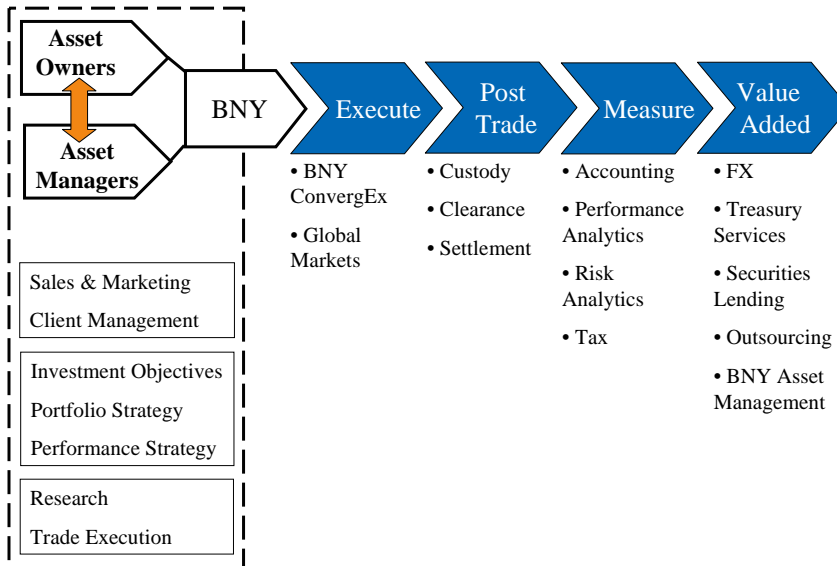 Asset
Owners
Asset
Managers
BNY
Execute
Post
Trade
Measure
Value
Added
• BNY
ConvergEx
• Global
Markets
• Custody
• Clearance
• Settlement
• Accounting
• Performance
Analytics
• Risk
Analytics
• Tax
• FX
• Treasury
Services
• Securities
Lending
• Outsourcing
• BNY Asset
Management
Sales & Marketing
Client Management
Investment Objectives
Portfolio Strategy
Performance Strategy
Research
Trade Execution